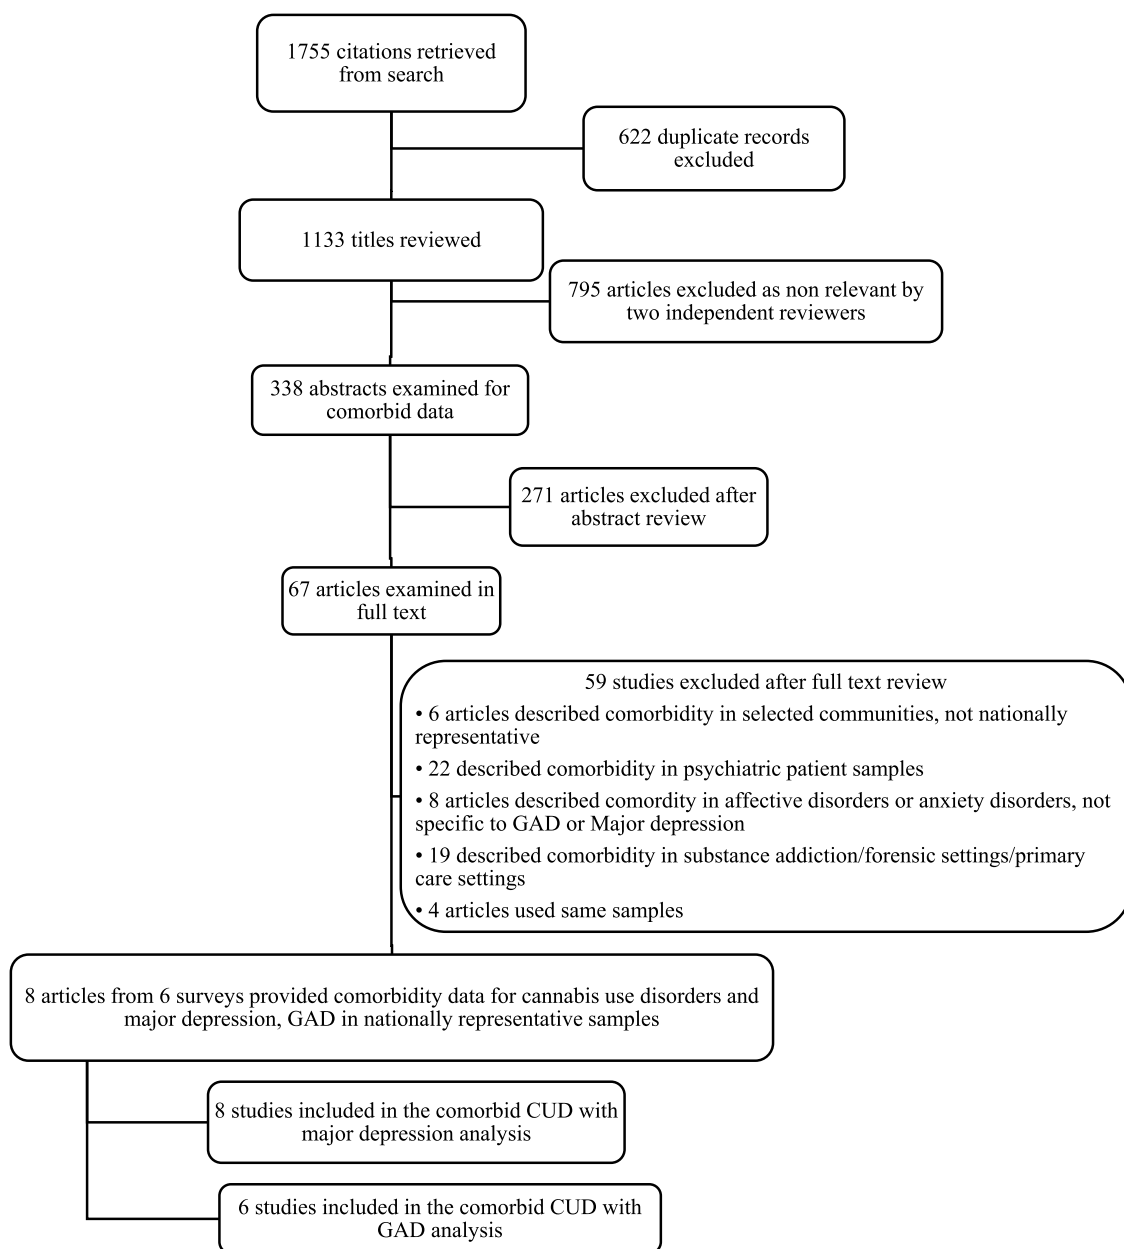 1755 citations retrieved
from search
622 duplicate records
excluded
1133 titles reviewed
795 articles excluded as non relevant by
two independent reviewers
338 abstracts examined for
comorbid data
271 articles excluded after
abstract review
67 articles examined in
full text
59 studies excluded after full text review
• 6 articles described comorbidity in selected communities, not nationally
representative
• 22 described comorbidity in psychiatric patient samples
• 8 articles described comordity in affective disorders or anxiety disorders, not
specific to GAD or Major depression
• 19 described comorbidity in substance addiction/forensic settings/primary
care settings
• 4 articles used same samples
8 articles from 6 surveys provided comorbidity data for cannabis use disorders and
major depression, GAD in nationally representative samples
8 studies included in the comorbid CUD with
major depression analysis
6 studies included in the comorbid CUD with
GAD analysis